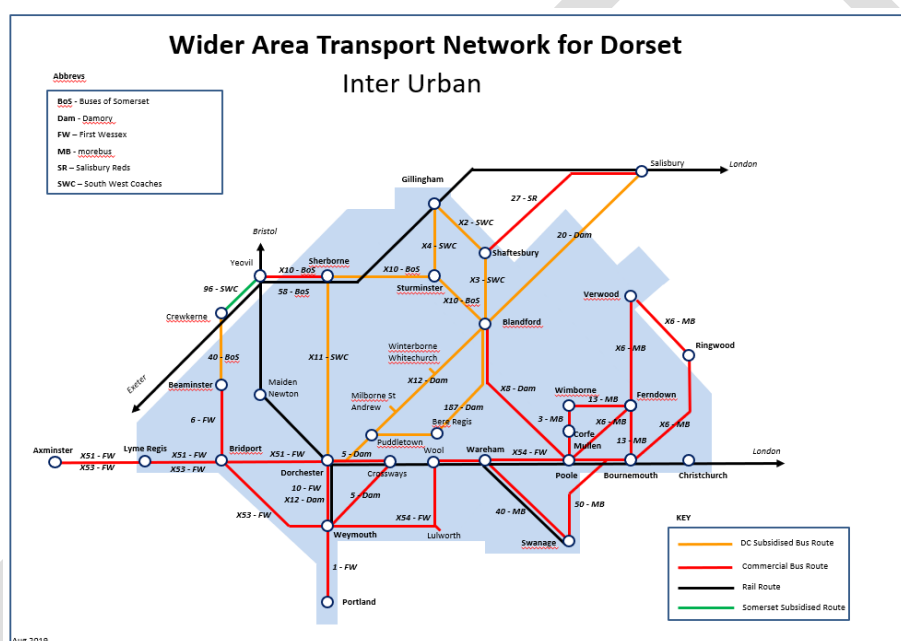 Wider Area Transport Network for Dorset
Inter Urban
Abbrevs
BoS - Buses of Somerset
Dam - Damory
FW – First Wessex
MB - morebus
SR – Salisbury Reds
SWC – South West Coaches
Salisbury
London
Gillingham
27 - SR
X2 - SWC
20 - Dam
Bristol
X4 - SWC
Shaftesbury
Yeovil
Sherborne
X10 - BoS
X10 - BoS
X3 - SWC
96 - SWC
58 - BoS
Sturminster
X10 - BoS
Verwood
Crewkerne
Blandford
X6 - MB
Ringwood
Winterborne
Whitechurch
X6 - MB
40 - BoS
X11 - SWC
Exeter
Beaminster
Maiden
Newton
X12 - Dam
X8 - Dam
Wimborne
13 - MB
Ferndown
Milborne St
Andrew
187 - Dam
3 - MB
X6 - MB
X6 - MB
6 - FW
Bere Regis
Corfe
Mullen
13 - MB
Puddletown
Axminster
X51 - FW
X53 - FW
Lyme Regis
X51 - FW
X53 - FW
Bridport
X51 - FW
5 - Dam
Wool
Wareham
X54 - FW
London
Dorchester
Crossways
Poole
Bournemouth
Christchurch
10 - FW
X12 - Dam
5 - Dam
X53 - FW
X54 - FW
40 - MB
50 - MB
Weymouth
Lulworth
Swanage
1 - FW
Portland
KEY
DC Subsidised Bus Route
Commercial Bus Route
Rail Route
Somerset Subsidised Route
Aug 2019